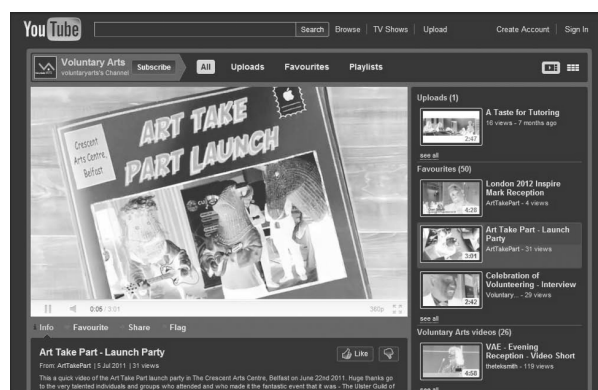 You Tube Search Browse TV Shows Upload Create Account Sign In
Voluntary Arts
voluntaryarts's Channel
Subscribe All Uploads Favourites Playlists
Crescent
Arts Centre,
Belfast
ART TAKE
PART LAUNCH
0:05 / 3:01 360p
Info Favourite Share Flag
Art Take Part - Launch Party
From: ArtTakePart | 5 Jul 2011 | 31 views
Like
This is a quick video of the Art Take Part launch party in The Crescent Arts Centre, Belfast on June 22nd 2011. Huge thanks go
to the very talented individuals and groups who attended and who made it the fantastic event that it was - The Ulster Guild of
Uploads (1)
2:47
A Taste for Tutoring
16 views - 7 months ago
see all
Favourites (50)
4:28
London 2012 Inspire
Mark Reception
ArtTakePart - 4 views
3:01
Art Take Part - Launch
Party
ArtTakePart - 31 views
2:42
Celebration of
Volunteering - Interview
Voluntary... - 29 views
see all
Voluntary Arts videos (26)
4:58
VAE - Evening
Reception - Video Short
theteksmith - 119 views
see all